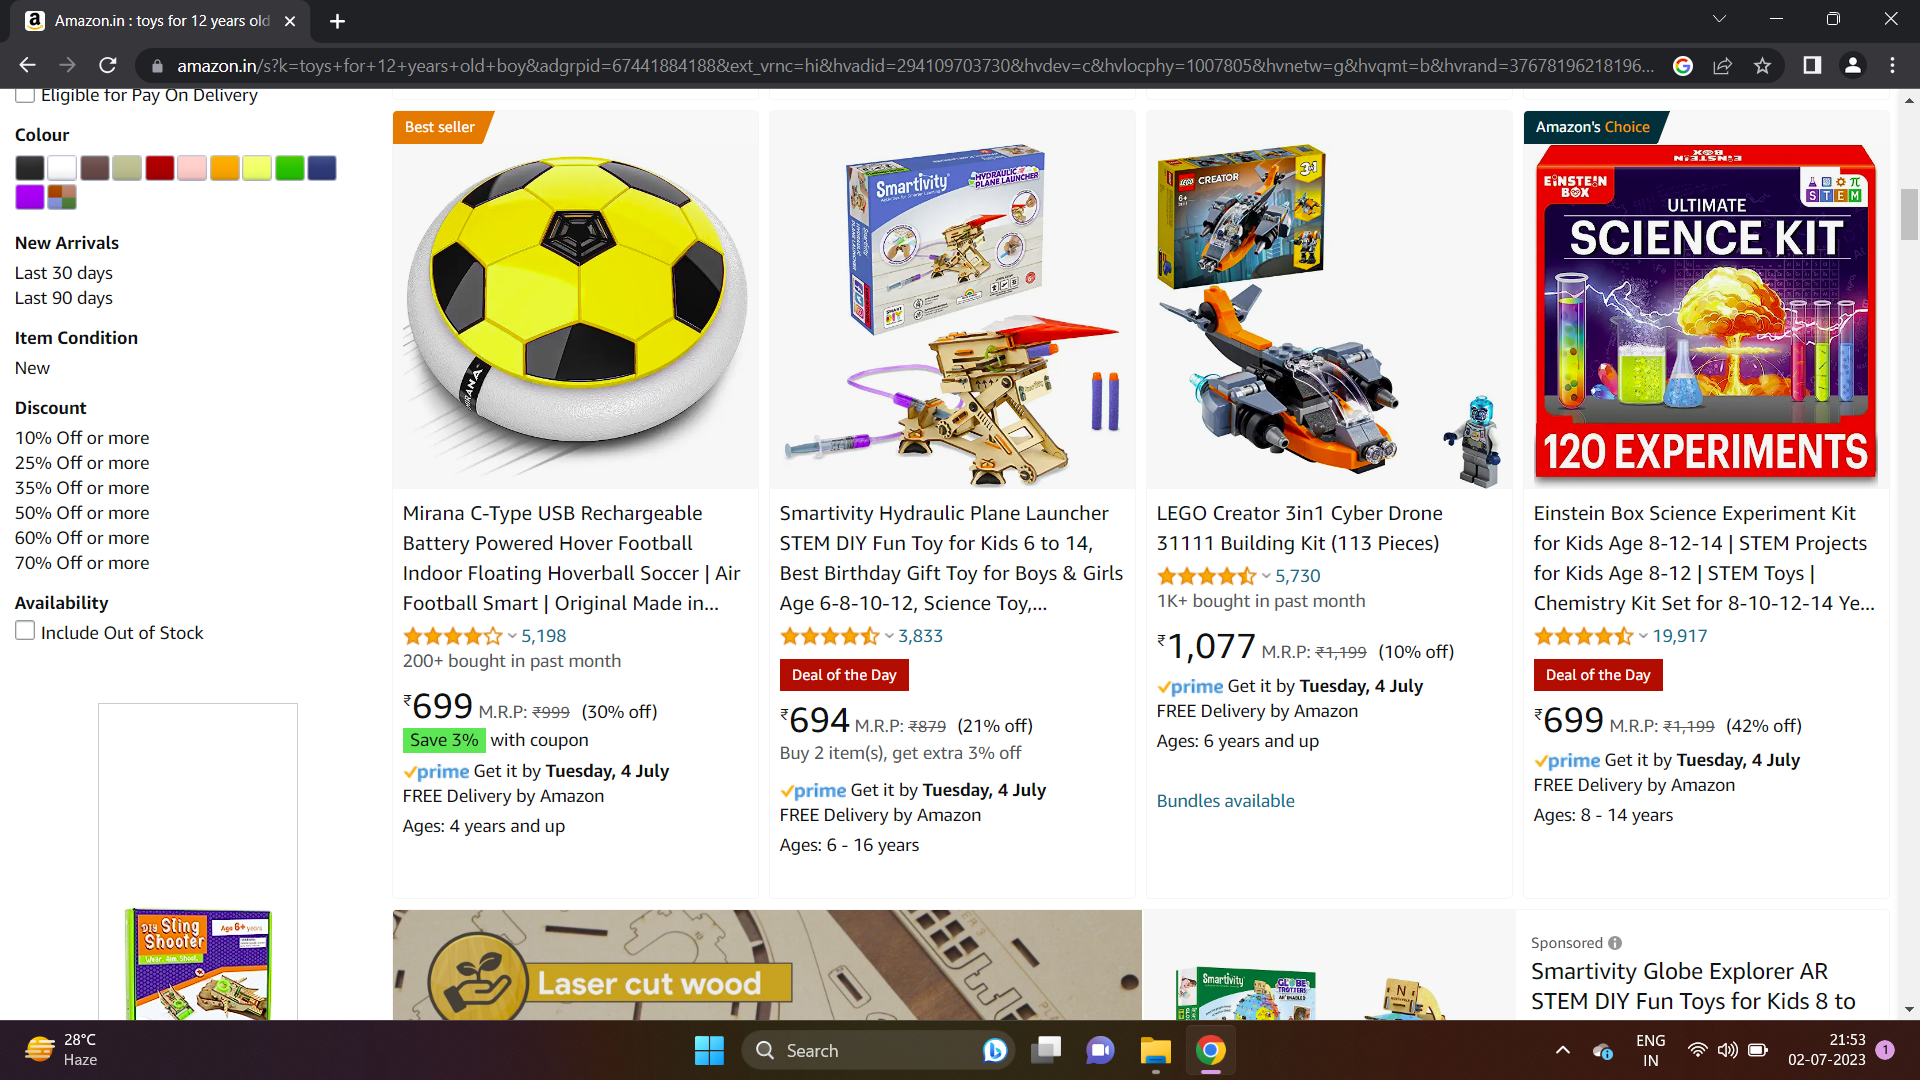 Amazon.in : toys for 12 years old
amazon.in/s?k=toys+for+12+years+old+boy&adgrpid=67441884188&ext_vrnc=hi&hvadid=294109703730&hvdev=c&hvlocphy=1007805&hvnetw=g&hvqmt=b&hvrand=37678196218196...
Eligible for Pay On Delivery
Colour
New Arrivals
Last 30 days
Last 90 days
Item Condition
New
Discount
10% Off or more
25% Off or more
35% Off or more
50% Off or more
60% Off or more
70% Off or more
Availability
Include Out of Stock
DIY Sling
Shooter
Wear. Aim. Shoot.
Age 6+ years
Best seller
MIRANA
Mirana C-Type USB Rechargeable
Battery Powered Hover Football
Indoor Floating Hoverball Soccer | Air
Football Smart | Original Made in...
5,198
200+ bought in past month
₹699 M.R.P: ₹999 (30% off)
Save 3% with coupon
prime Get it by Tuesday, 4 July
FREE Delivery by Amazon
Ages: 4 years and up
Smartivity
HYDRAULIC
PLANE LAUNCHER
Smartivity Hydraulic Plane Launcher
STEM DIY Fun Toy for Kids 6 to 14,
Best Birthday Gift Toy for Boys & Girls
Age 6-8-10-12, Science Toy,...
3,833
Deal of the Day
₹694 M.R.P: ₹879 (21% off)
Buy 2 item(s), get extra 3% off
prime Get it by Tuesday, 4 July
FREE Delivery by Amazon
Ages: 6 - 16 years
LEGO CREATOR
3in1
6+
LEGO Creator 3in1 Cyber Drone
31111 Building Kit (113 Pieces)
5,730
1K+ bought in past month
₹1,077 M.R.P: ₹1,199 (10% off)
prime Get it by Tuesday, 4 July
FREE Delivery by Amazon
Ages: 6 years and up
Bundles available
Amazon's Choice
EINSTEIN
BOX
EINSTEIN
BOX
STEM
ULTIMATE
SCIENCE KIT
120 EXPERIMENTS
Einstein Box Science Experiment Kit
for Kids Age 8-12-14 | STEM Projects
for Kids Age 8-12 | STEM Toys |
Chemistry Kit Set for 8-10-12-14 Ye...
19,917
Deal of the Day
₹699 M.R.P: ₹1,199 (42% off)
prime Get it by Tuesday, 4 July
FREE Delivery by Amazon
Ages: 8 - 14 years
Laser cut wood
Smartivity
GLOBE
TROTTERS
Sponsored
Smartivity Globe Explorer AR
STEM DIY Fun Toys for Kids 8 to
28°C
Haze
Search
ENG
IN
21:53
02-07-2023
1